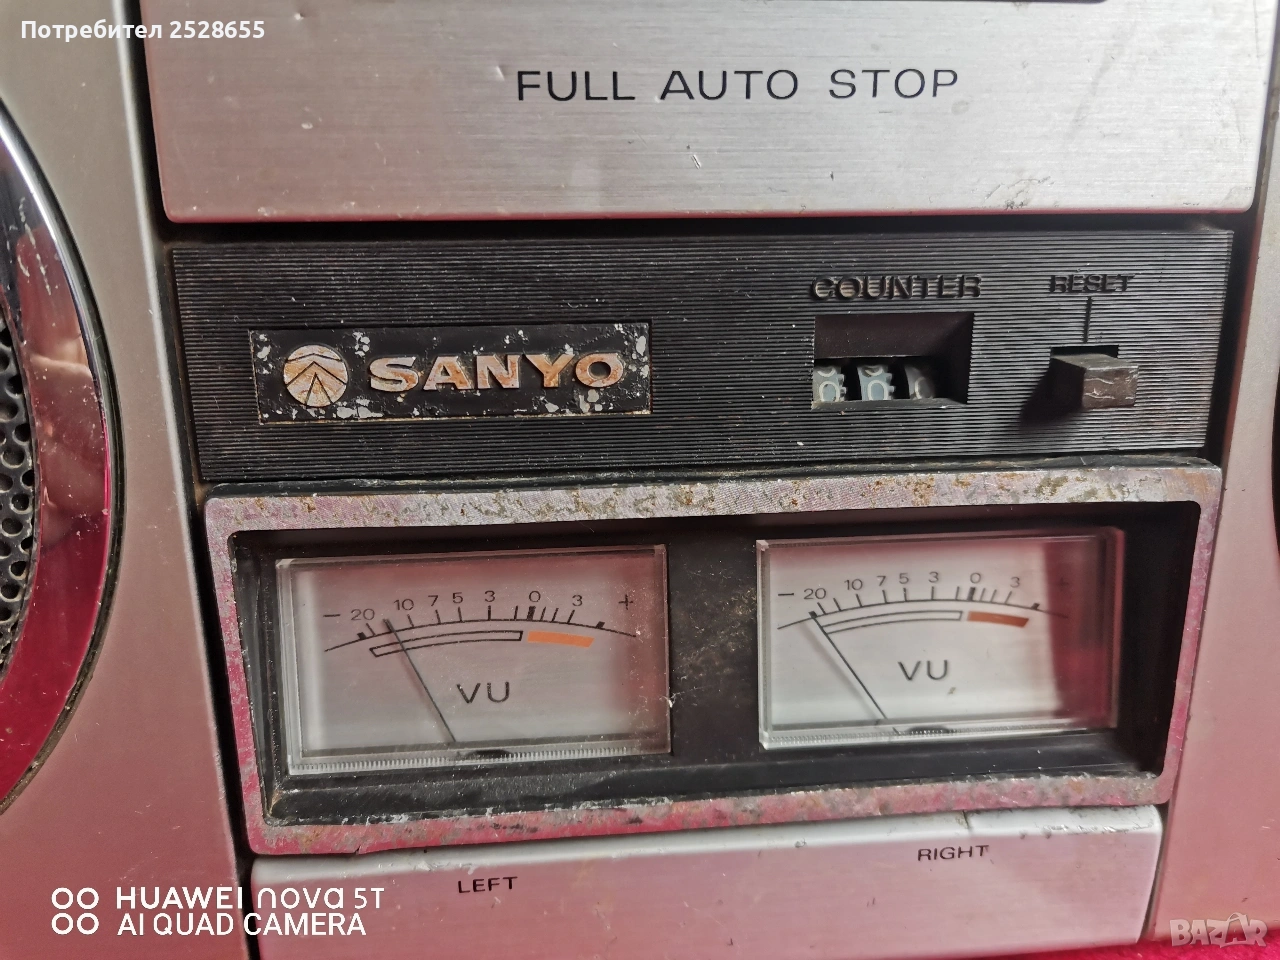 Потребител 2528655
FULL AUTO STOP
COUNTER RESET
SANYO
− 20 10 7 5 3 0 3 +
VU
− 20 10 7 5 3 0 3 +
VU
LEFT RIGHT
HUAWEI nova 5T
AI QUAD CAMERA
BAZAR